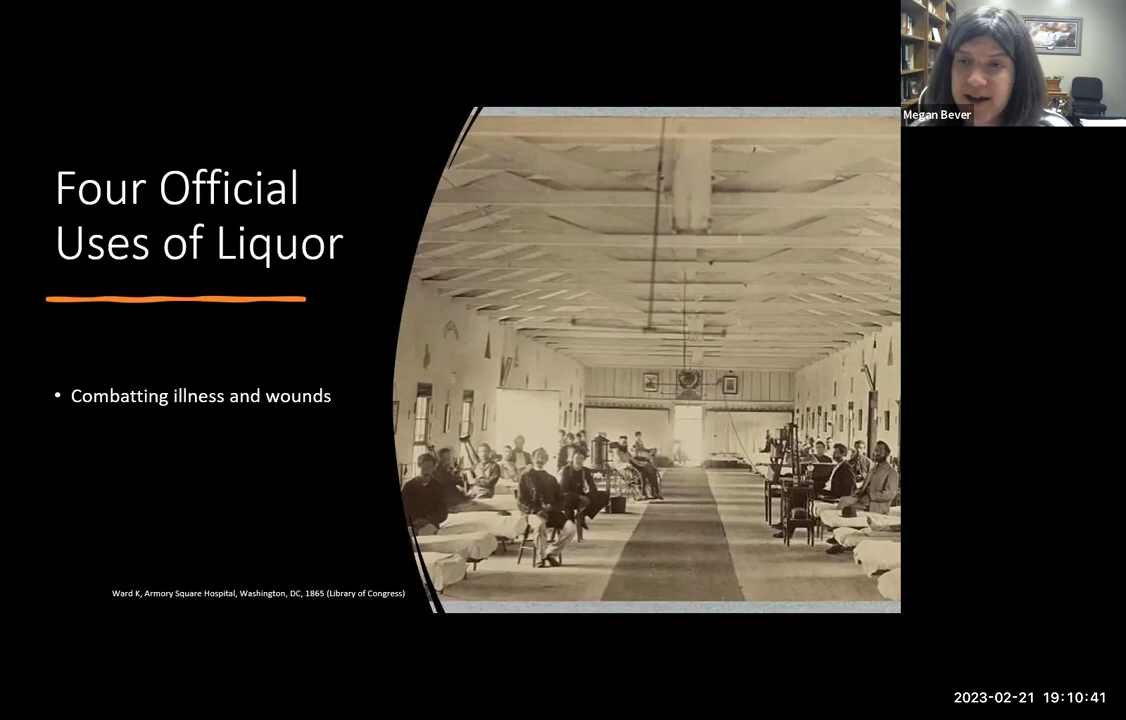 Megan Bever
Four Official
Uses of Liquor
• Combatting illness and wounds
Ward K, Armory Square Hospital, Washington, DC, 1865 (Library of Congress)
2023-02-21 19:10:41